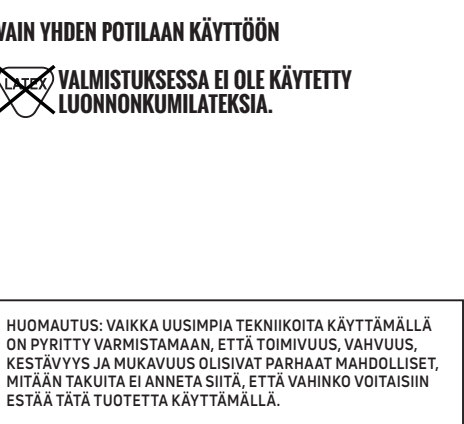 VAIN YHDEN POTILAAN KÄYTTÖÖN
LATEX
VALMISTUKSESSA EI OLE KÄYTETTY
LUONNONKUMILATEKSIA.
HUOMAUTUS: VAIKKA UUSIMPIA TEKNIIKOITA KÄYTTÄMÄLLÄ
ON PYRITTY VARMISTAMAAN, ETTÄ TOIMIVUUS, VAHVUUS,
KESTÄVYYS JA MUKAVUUS OLISIVAT PARHAAT MAHDOLLISET,
MITÄÄN TAKUITA EI ANNETA SIITÄ, ETTÄ VAHINKO VOITAISIIN
ESTÄÄ TÄTÄ TUOTETTA KÄYTTÄMÄLLÄ.